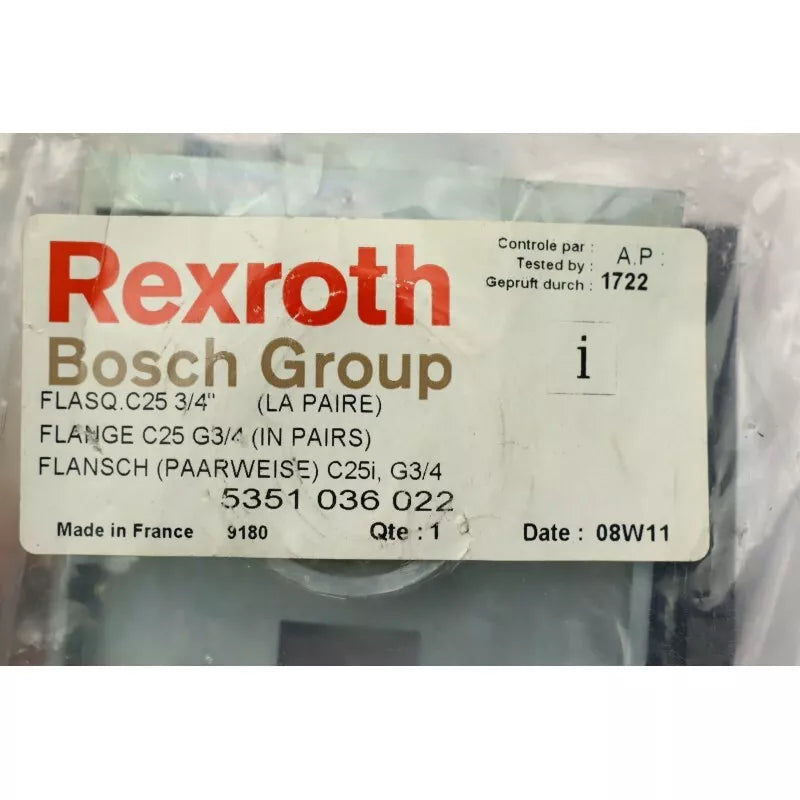 Rexroth
Bosch Group
Controle par :
Tested by :
Gepruft durch :
A.P :
1722
i
FLASQ.C25 3/4" (LA PAIRE)
FLANGE C25 G3/4 (IN PAIRS)
FLANSCH (PAARWEISE) C25i, G3/4
5351 036 022
Made in France 9180 Qte : 1 Date : 08W11